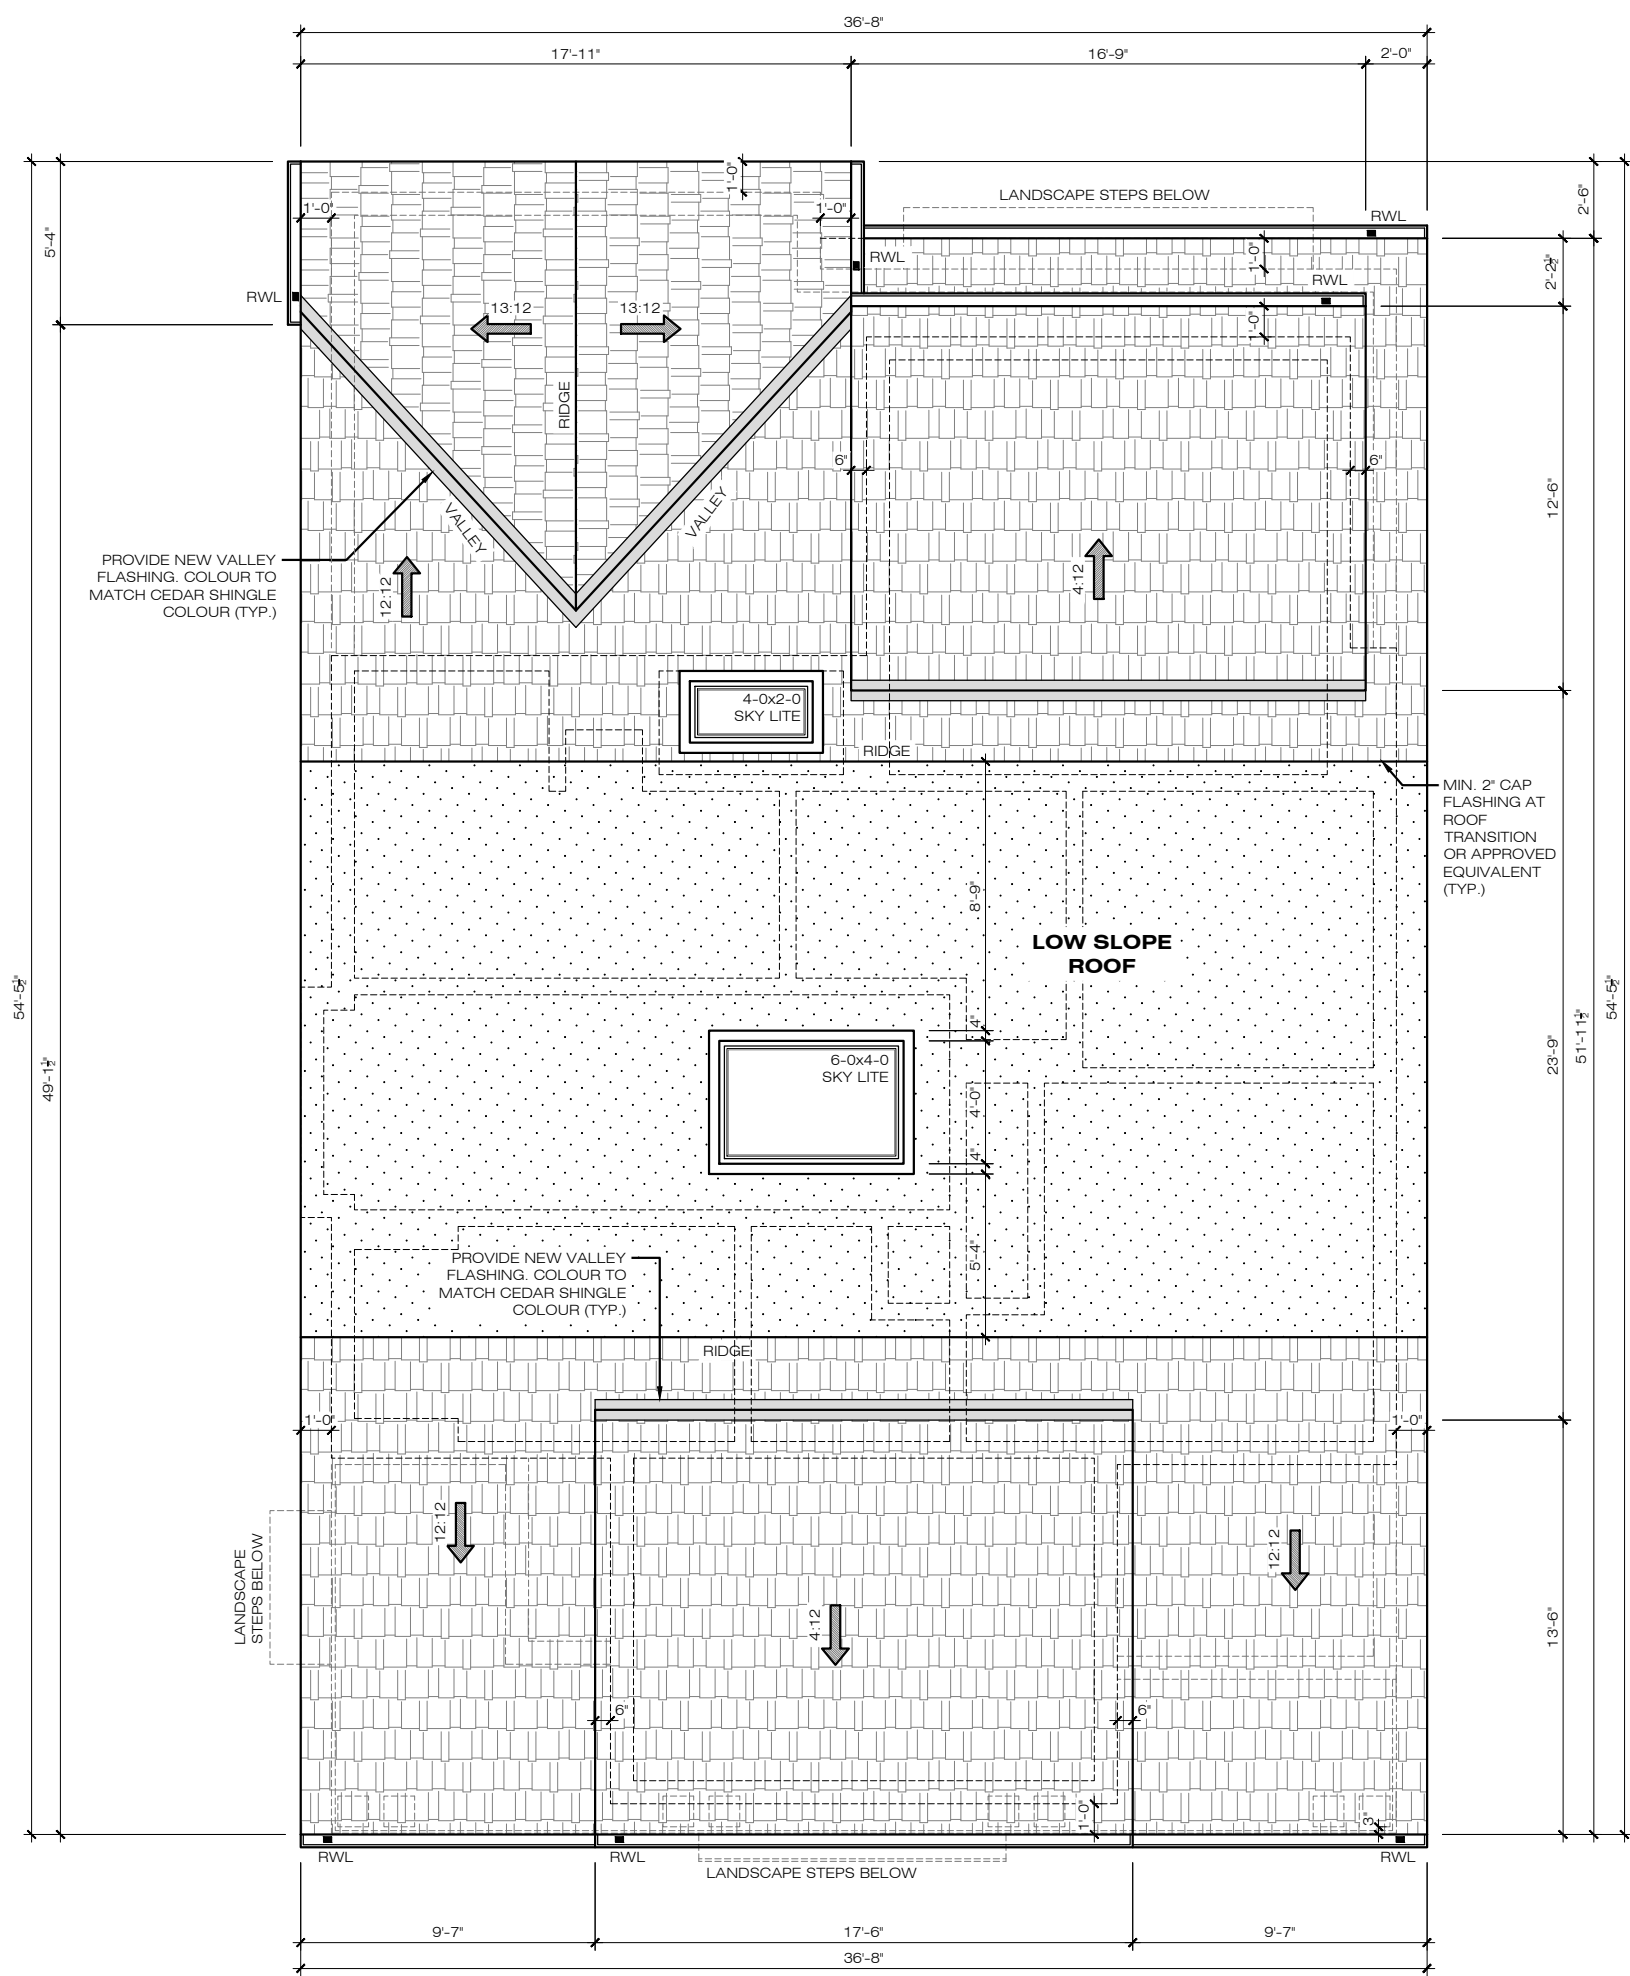 36'-8"
17'-11"
16'-9"
2'-0"
1'-0"
1'-0"
1'-0"
LANDSCAPE STEPS BELOW
RWL
2'-6"
5'-4"
RWL
1'-0"
2'-2½"
RWL
RWL
13:12
13:12
1'-0"
RIDGE
6"
6"
12'-6"
VALLEY
VALLEY
PROVIDE NEW VALLEY
FLASHING. COLOUR TO
MATCH CEDAR SHINGLE
COLOUR (TYP.)
12:12
4:12
4-0x2-0
SKY LITE
RIDGE
MIN. 2" CAP
FLASHING AT
ROOF
TRANSITION
OR APPROVED
EQUIVALENT
(TYP.)
8'-9"
LOW SLOPE
ROOF
54'-5½"
49'-1½"
4"
23'-9"
51'-11½"
54'-5½"
6-0x4-0
SKY LITE
4'-0"
4"
5'-4"
PROVIDE NEW VALLEY
FLASHING. COLOUR TO
MATCH CEDAR SHINGLE
COLOUR (TYP.)
RIDGE
1'-0"
1'-0"
12:12
12:12
LANDSCAPE
STEPS BELOW
4:12
13'-6"
6"
6"
1'-0"
3"
RWL
RWL
RWL
LANDSCAPE STEPS BELOW
9'-7"
17'-6"
9'-7"
36'-8"